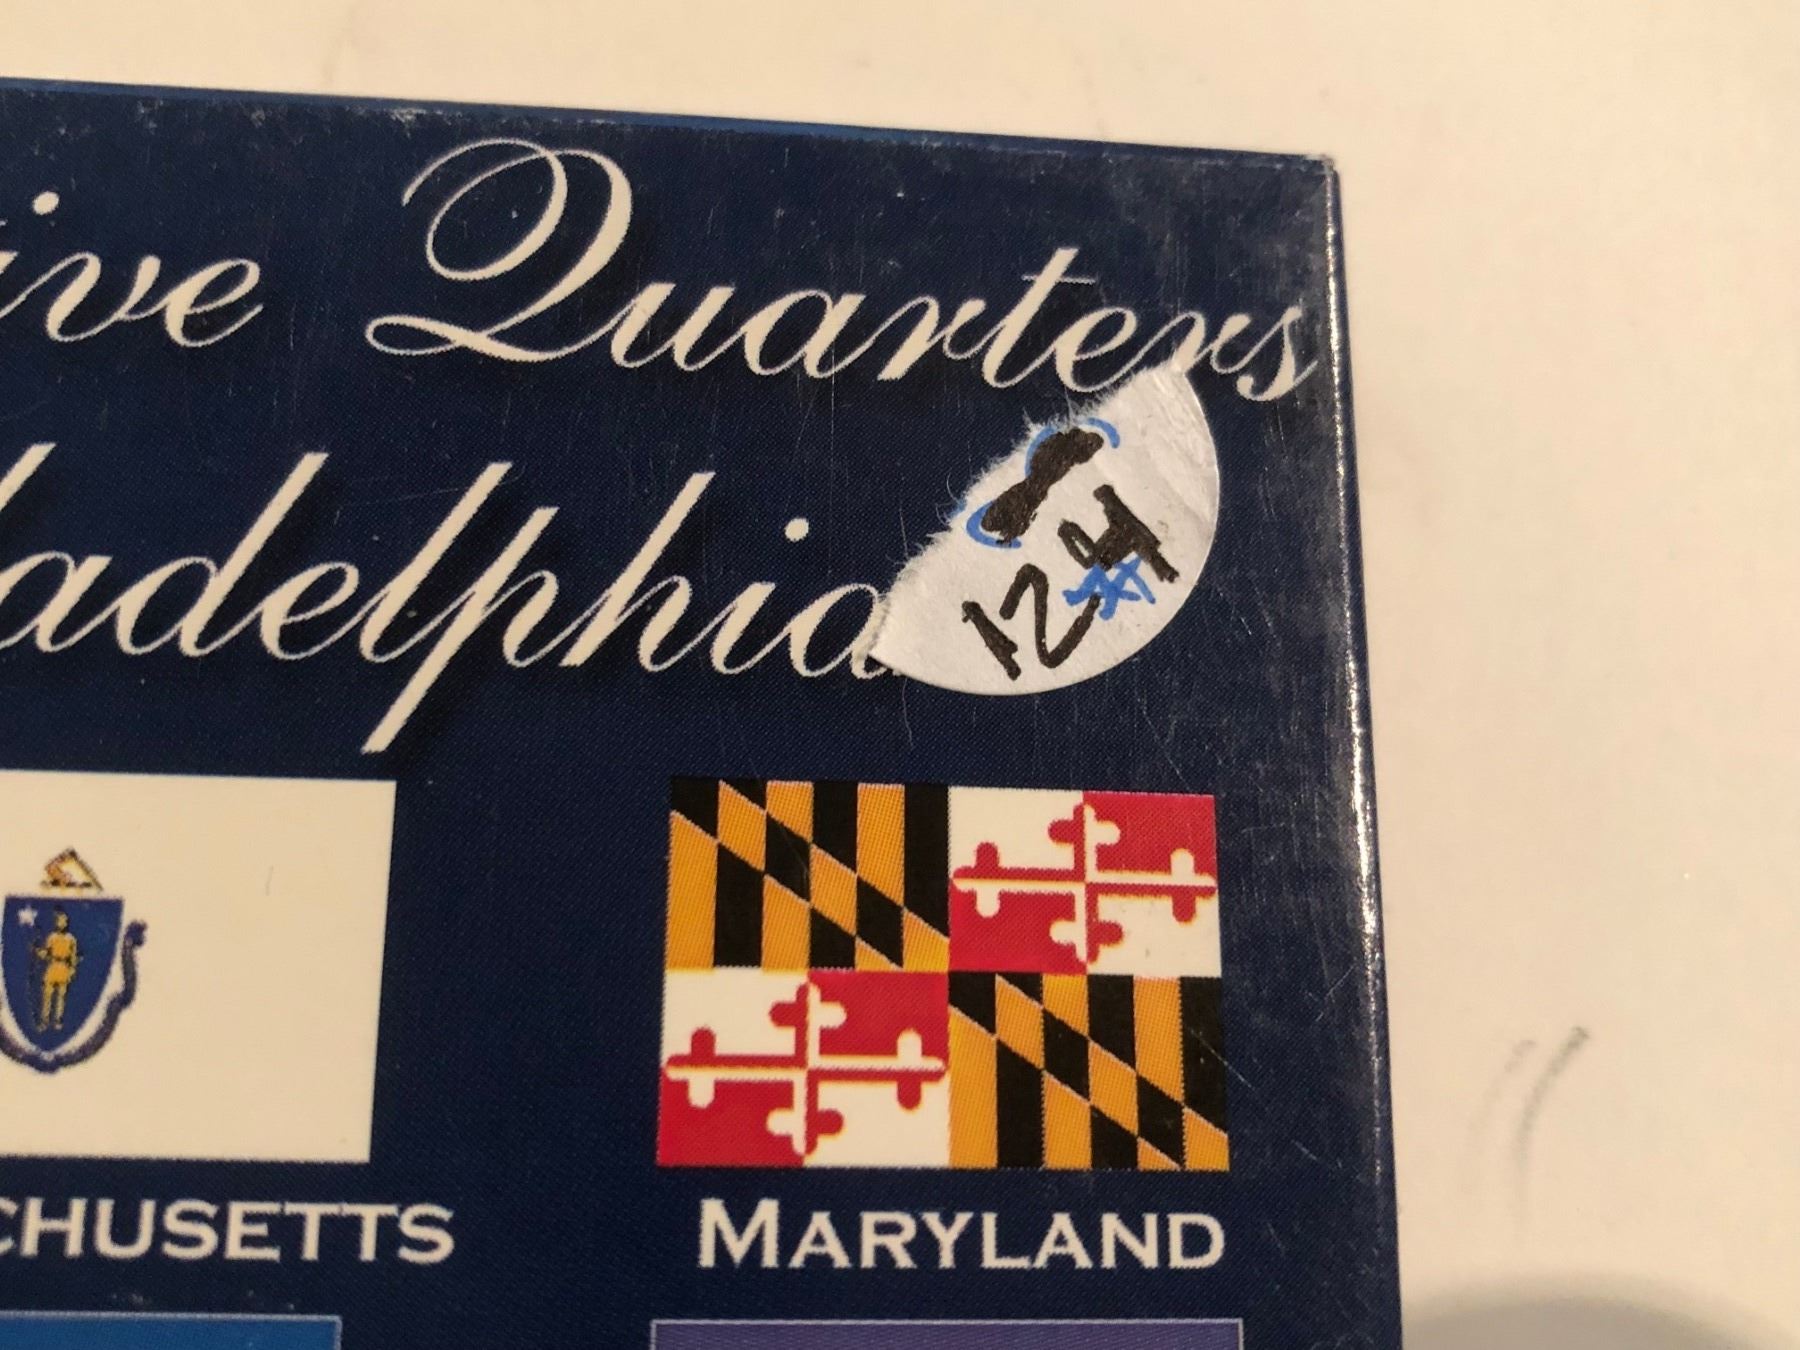 ive Quarters
ladelphia
124
CHUSETTS
MARYLAND